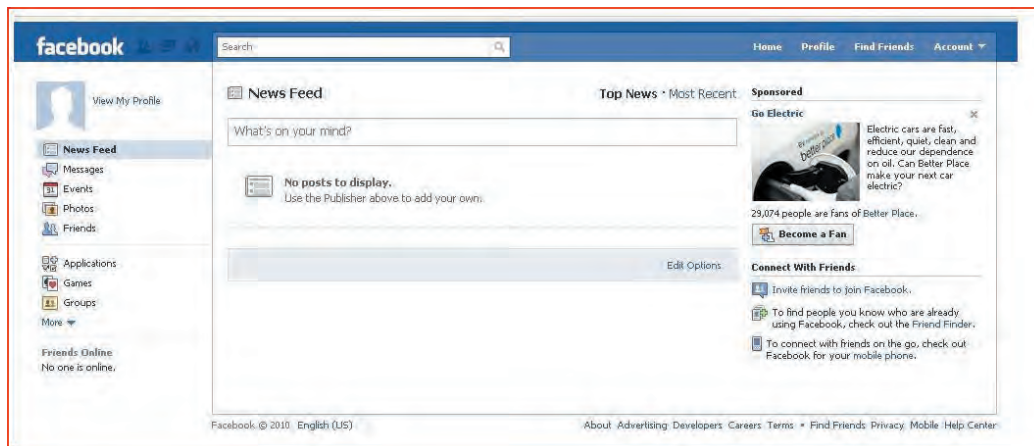 facebook
Search
Home Profile Find Friends Account
View My Profile
News Feed
Messages
31 Events
Photos
Friends
Applications
Games
31 Groups
More
Friends Online
No one is online.
News Feed
Top News · Most Recent
What's on your mind?
No posts to display.
Use the Publisher above to add your own.
Edit Options
Sponsored
Go Electric
better place
Electric cars are fast,
efficient, quiet, clean and
reduce our dependence
on oil. Can Better Place
make your next car
electric?
29,074 people are fans of Better Place.
Become a Fan
Connect With Friends
Invite friends to join Facebook.
To find people you know who are already
using Facebook, check out the Friend Finder.
To connect with friends on the go, check out
Facebook for your mobile phone.
Facebook © 2010 English (US)
About Advertising Developers Careers Terms • Find Friends Privacy Mobile Help Center